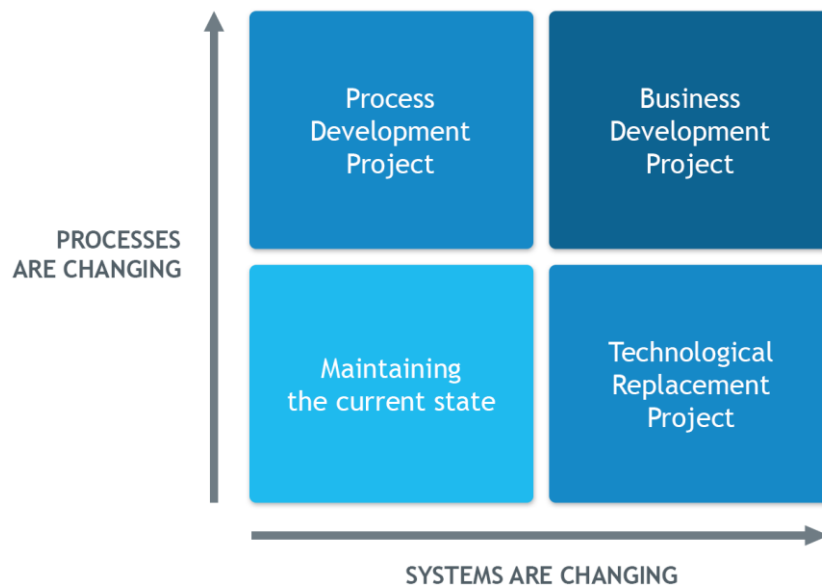 Process
Development
Project
Business
Development
Project
PROCESSES
ARE CHANGING
Maintaining
the current state
Technological
Replacement
Project
SYSTEMS ARE CHANGING